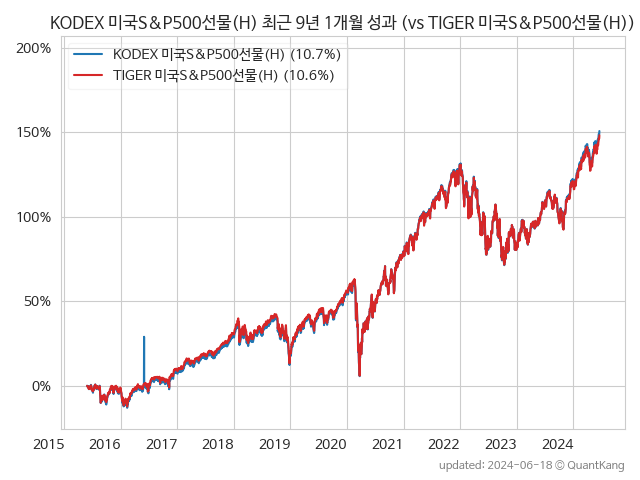 KODEX 미국S&P500선물(H) 최근 9년 1개월 성과 (vs TIGER 미국S&P500선물(H))
KODEX 미국S&P500선물(H) (10.7%)
TIGER 미국S&P500선물(H) (10.6%)
200%
150%
100%
50%
0%
2015 2016 2017 2018 2019 2020 2021 2022 2023 2024
updated: 2024-06-18 © QuantKang